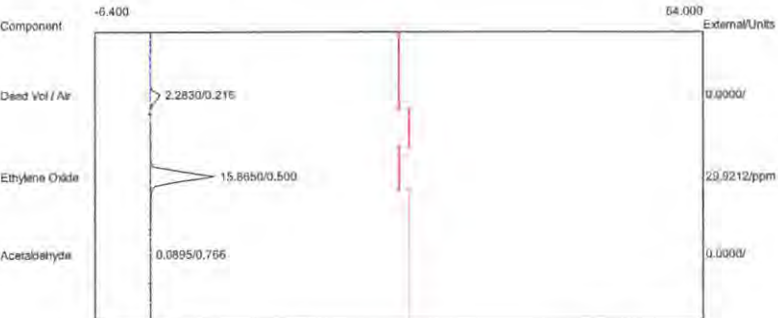 -6.400 64.000
Component External/Units
Dead Vol / Air 2.2830/0.216 0.0000/
Ethylene Oxide 15.8650/0.500 29.9212/ppm
Acetaldehyde 0.0895/0.766 0.0000/